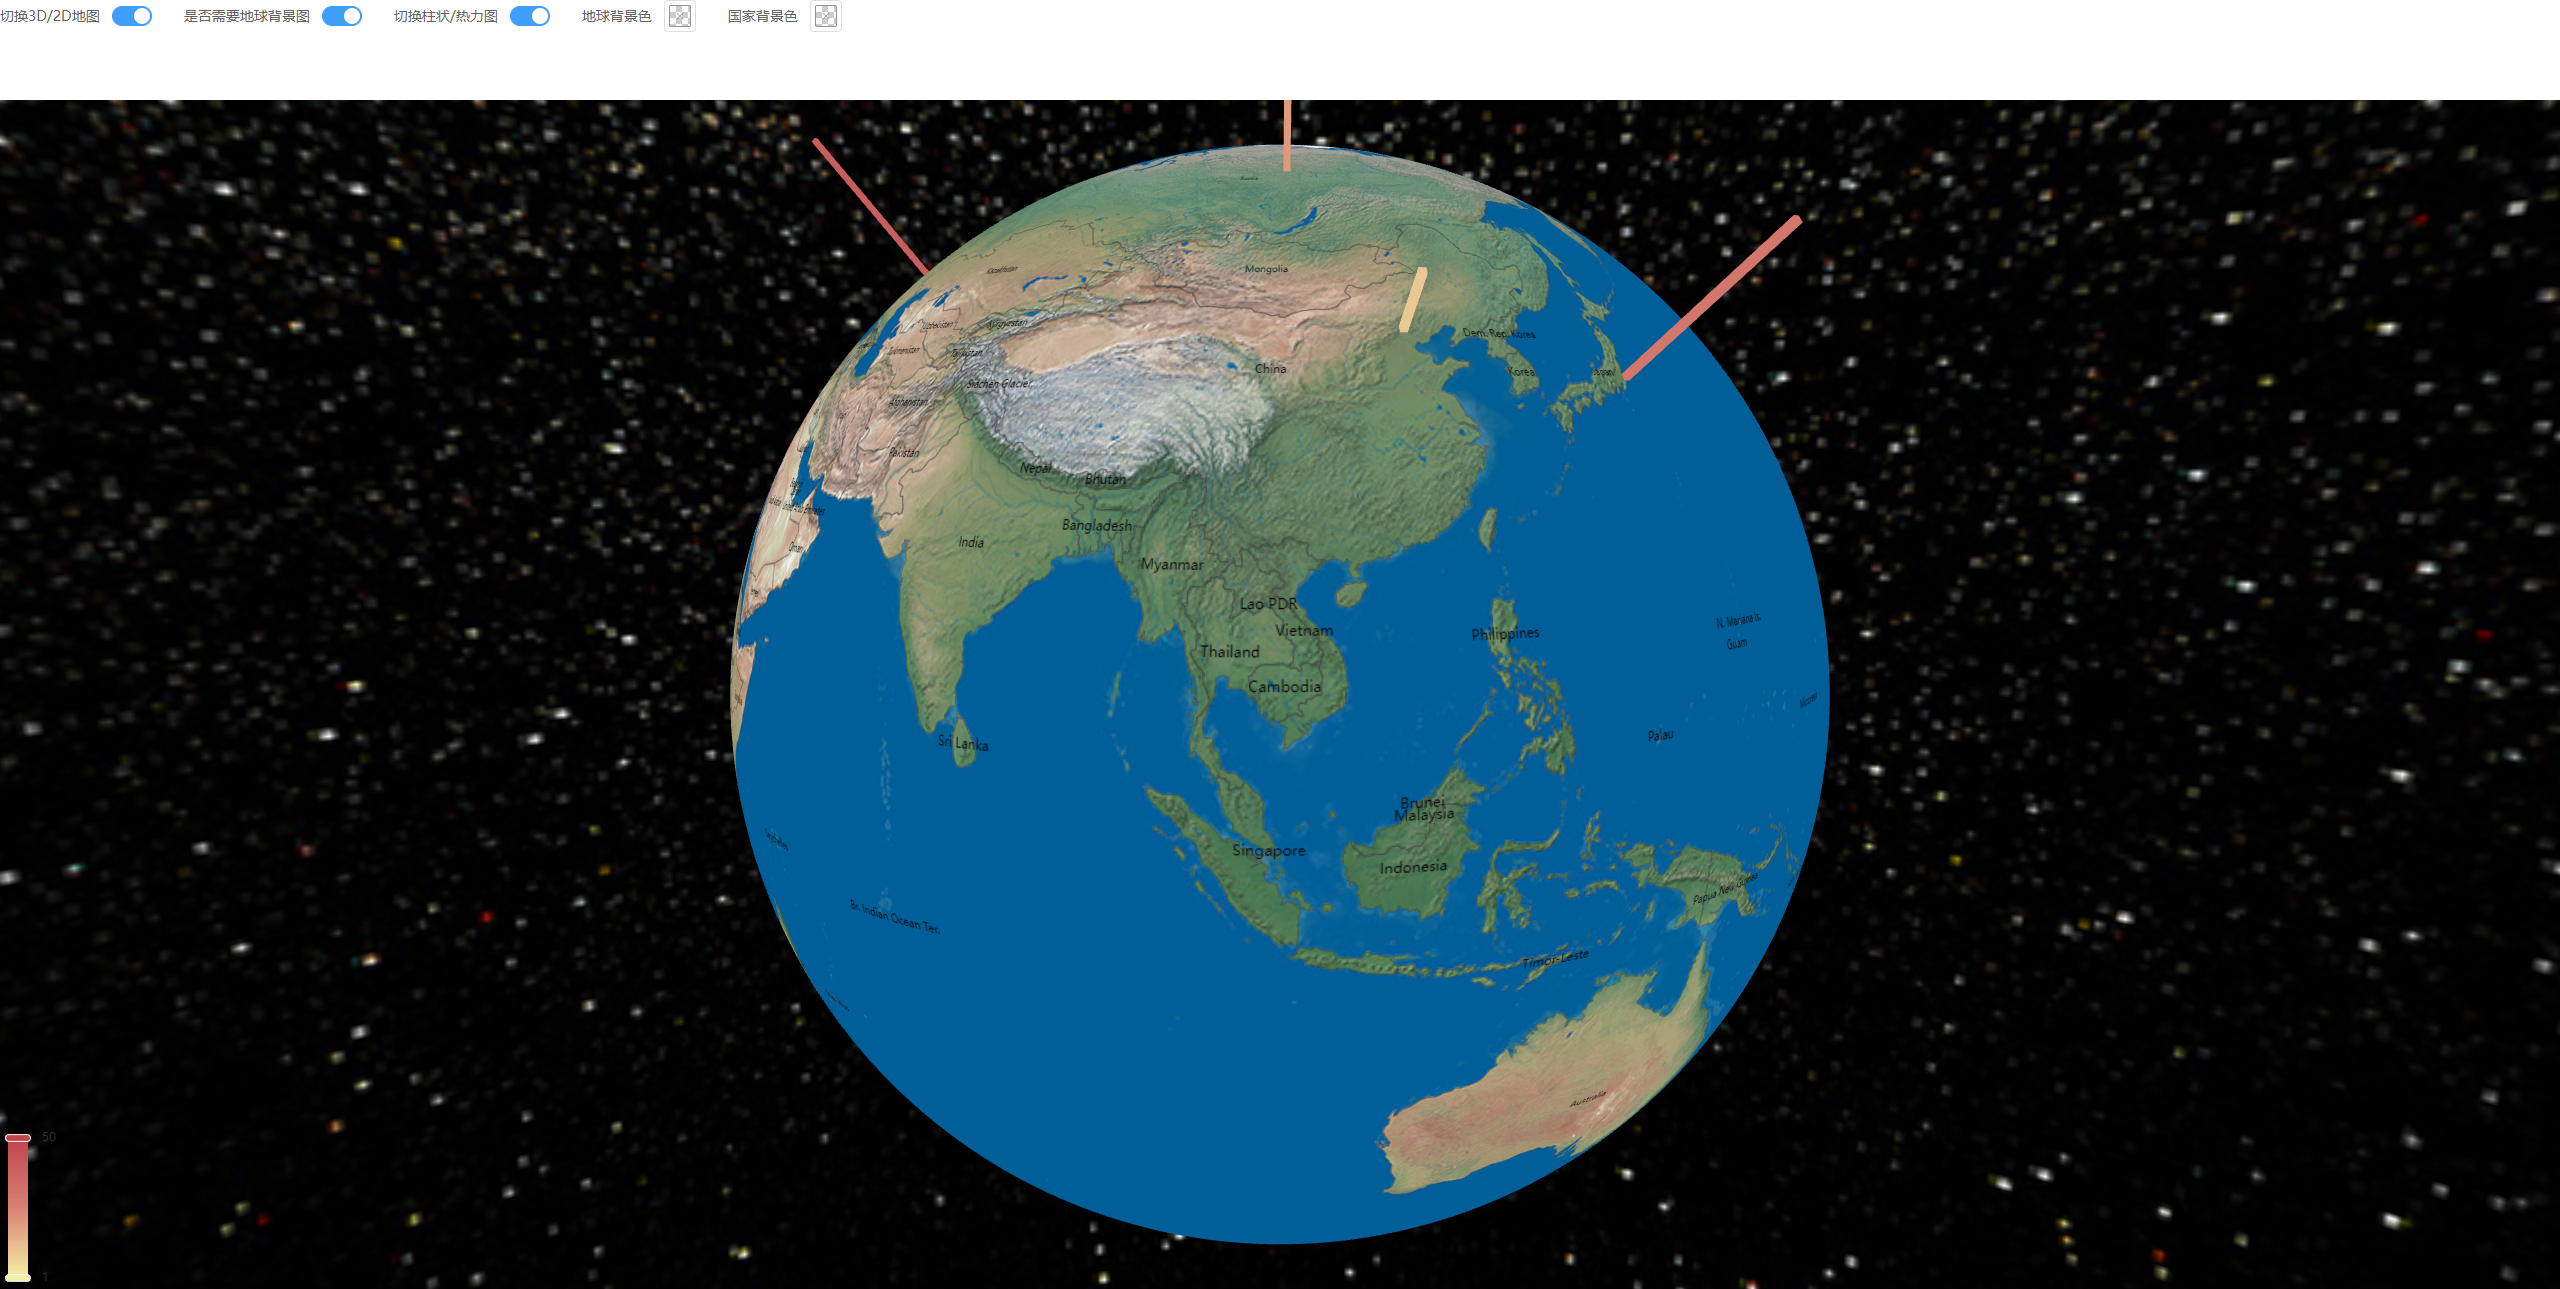 切换3D/2D地图 是否需要地球背景图 切换柱状/热力图 地球背景色 国家背景色
Russia
Mongolia
Kazakhstan
Uzbekistan
Kyrgyzstan
Dem. Rep. Korea
Turkmenistan
Tajikistan
China
Korea
Japan
Siachen Glacier
Afghanistan
Pakistan
Nepal
Bhutan
Bangladesh
India
Oman
Myanmar
Lao PDR
N. Mariana Is.
Vietnam
Philippines
Guam
Thailand
Cambodia
Palau
Sri Lanka
Brunei
Malaysia
Singapore
Indonesia
Papua New Guinea
Br. Indian Ocean Ter.
Timor-Leste
Australia
50
1